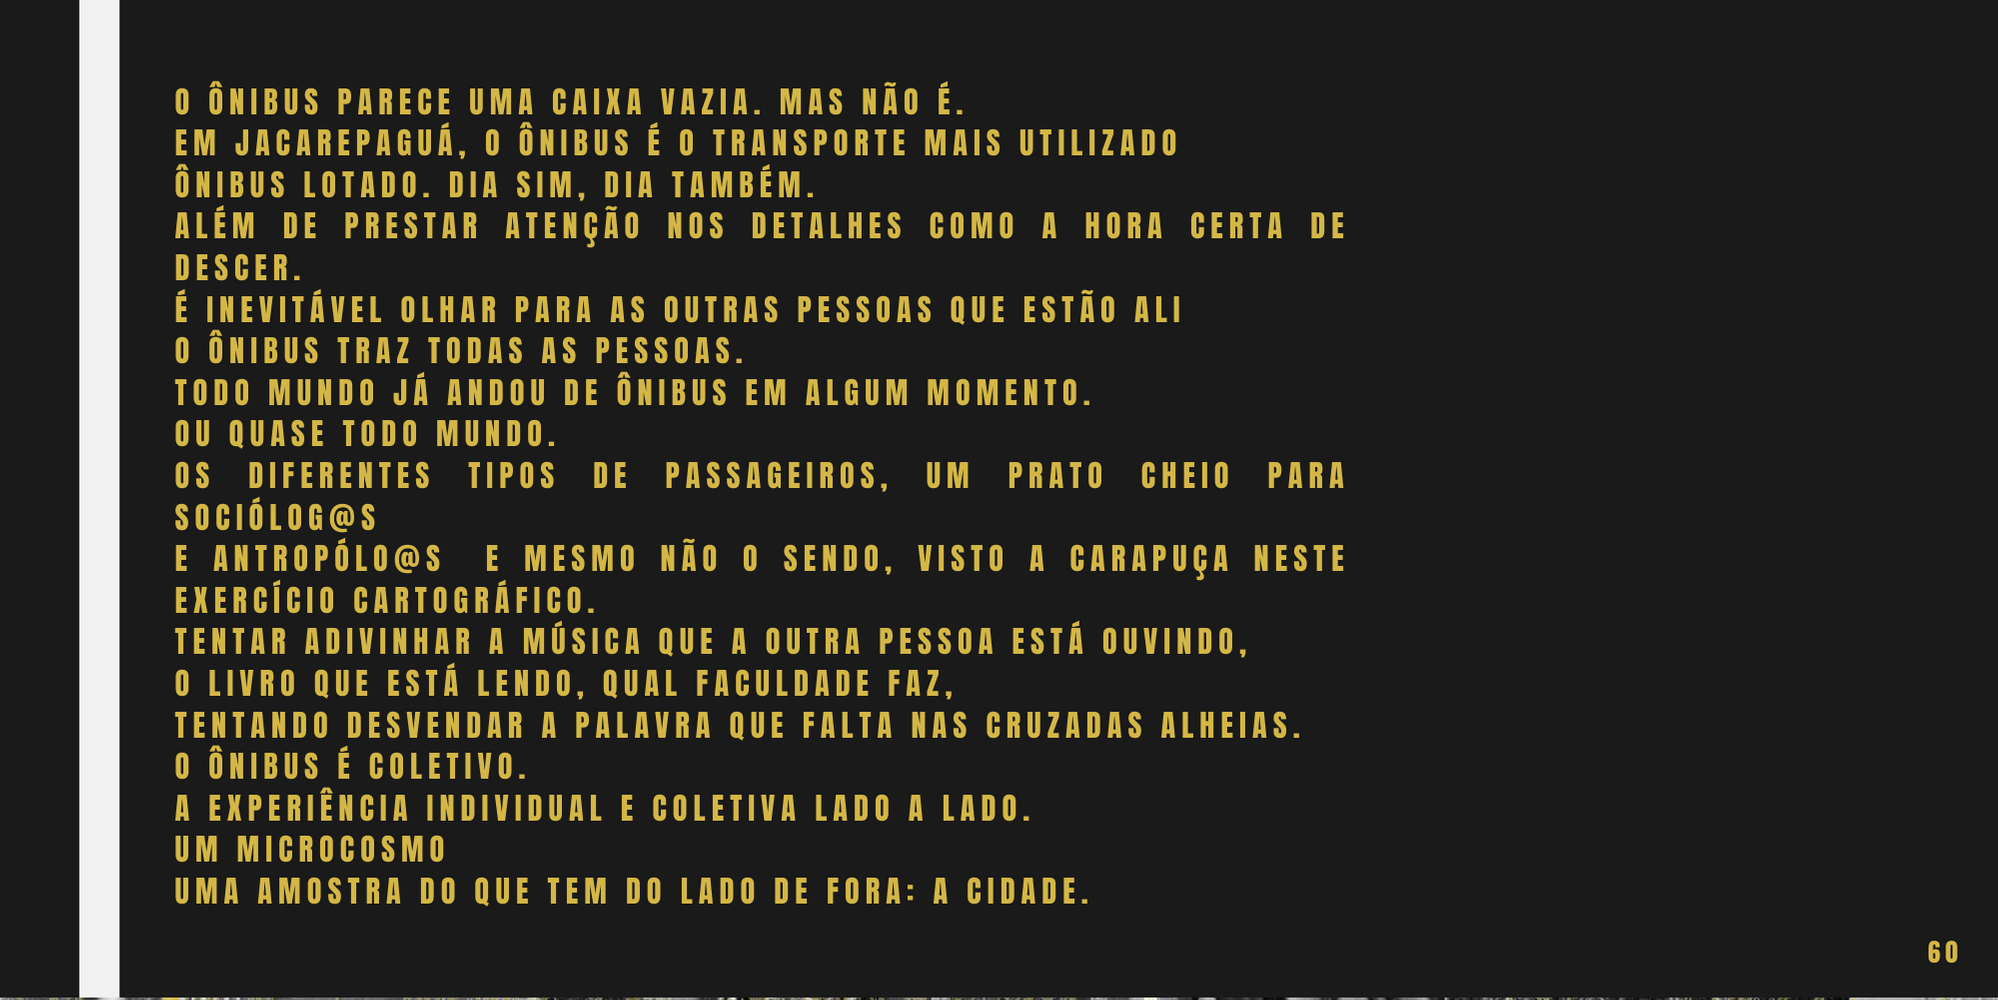 O ÔNIBUS PARECE UMA CAIXA VAZIA. MAS NÃO É.
EM JACAREPAGUÁ, O ÔNIBUS É O TRANSPORTE MAIS UTILIZADO
ÔNIBUS LOTADO. DIA SIM, DIA TAMBÉM.
ALÉM DE PRESTAR ATENÇÃO NOS DETALHES COMO A HORA CERTA DE
DESCER.
É INEVITÁVEL OLHAR PARA AS OUTRAS PESSOAS QUE ESTÃO ALI
O ÔNIBUS TRAZ TODAS AS PESSOAS.
TODO MUNDO JÁ ANDOU DE ÔNIBUS EM ALGUM MOMENTO.
OU QUASE TODO MUNDO.
OS DIFERENTES TIPOS DE PASSAGEIROS, UM PRATO CHEIO PARA
SOCIÓLOG@S
E ANTROPÓLO@S E MESMO NÃO O SENDO, VISTO A CARAPUÇA NESTE
EXERCÍCIO CARTOGRÁFICO.
TENTAR ADIVINHAR A MÚSICA QUE A OUTRA PESSOA ESTÁ OUVINDO,
O LIVRO QUE ESTÁ LENDO, QUAL FACULDADE FAZ,
TENTANDO DESVENDAR A PALAVRA QUE FALTA NAS CRUZADAS ALHEIAS.
O ÔNIBUS É COLETIVO.
A EXPERIÊNCIA INDIVIDUAL E COLETIVA LADO A LADO.
UM MICROCOSMO
UMA AMOSTRA DO QUE TEM DO LADO DE FORA: A CIDADE.
60